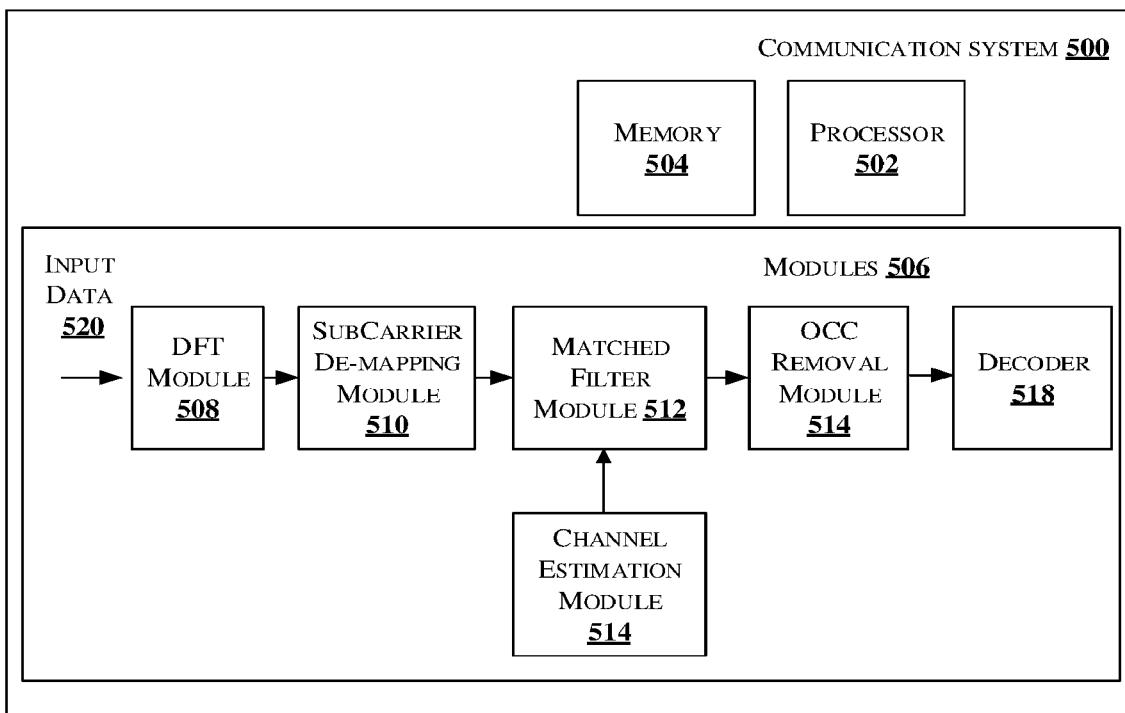 COMMUNICATION SYSTEM 500
MEMORY
504
PROCESSOR
502
MODULES 506
INPUT
DATA
520
DFT
MODULE
508
SUBCARRIER
DE-MAPPING
MODULE
510
MATCHED
FILTER
MODULE 512
OCC
REMOVAL
MODULE
514
DECODER
518
CHANNEL
ESTIMATION
MODULE
514